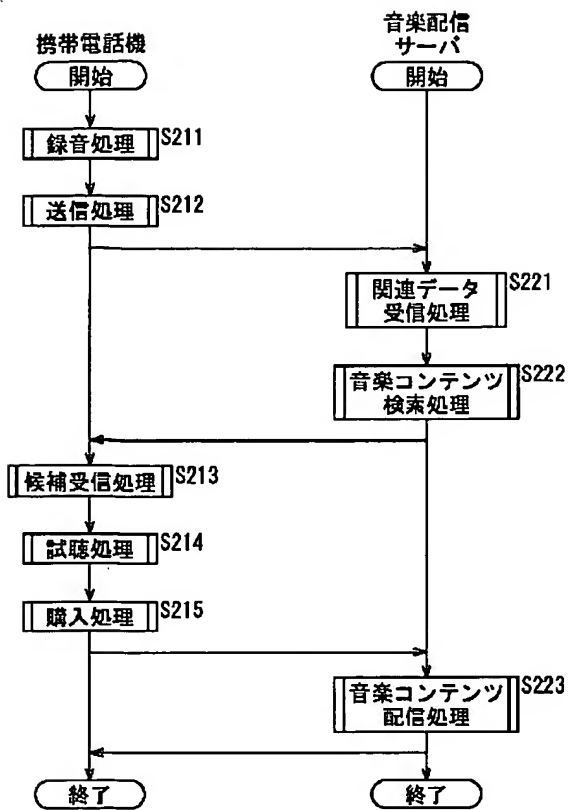 携帯電話機
音楽配信
サーバ
開始
開始
録音処理
S211
送信処理
S212
関連データ
受信処理
S221
音楽コンテンツ
検索処理
S222
候補受信処理
S213
試聴処理
S214
購入処理
S215
音楽コンテンツ
配信処理
S223
終了
終了